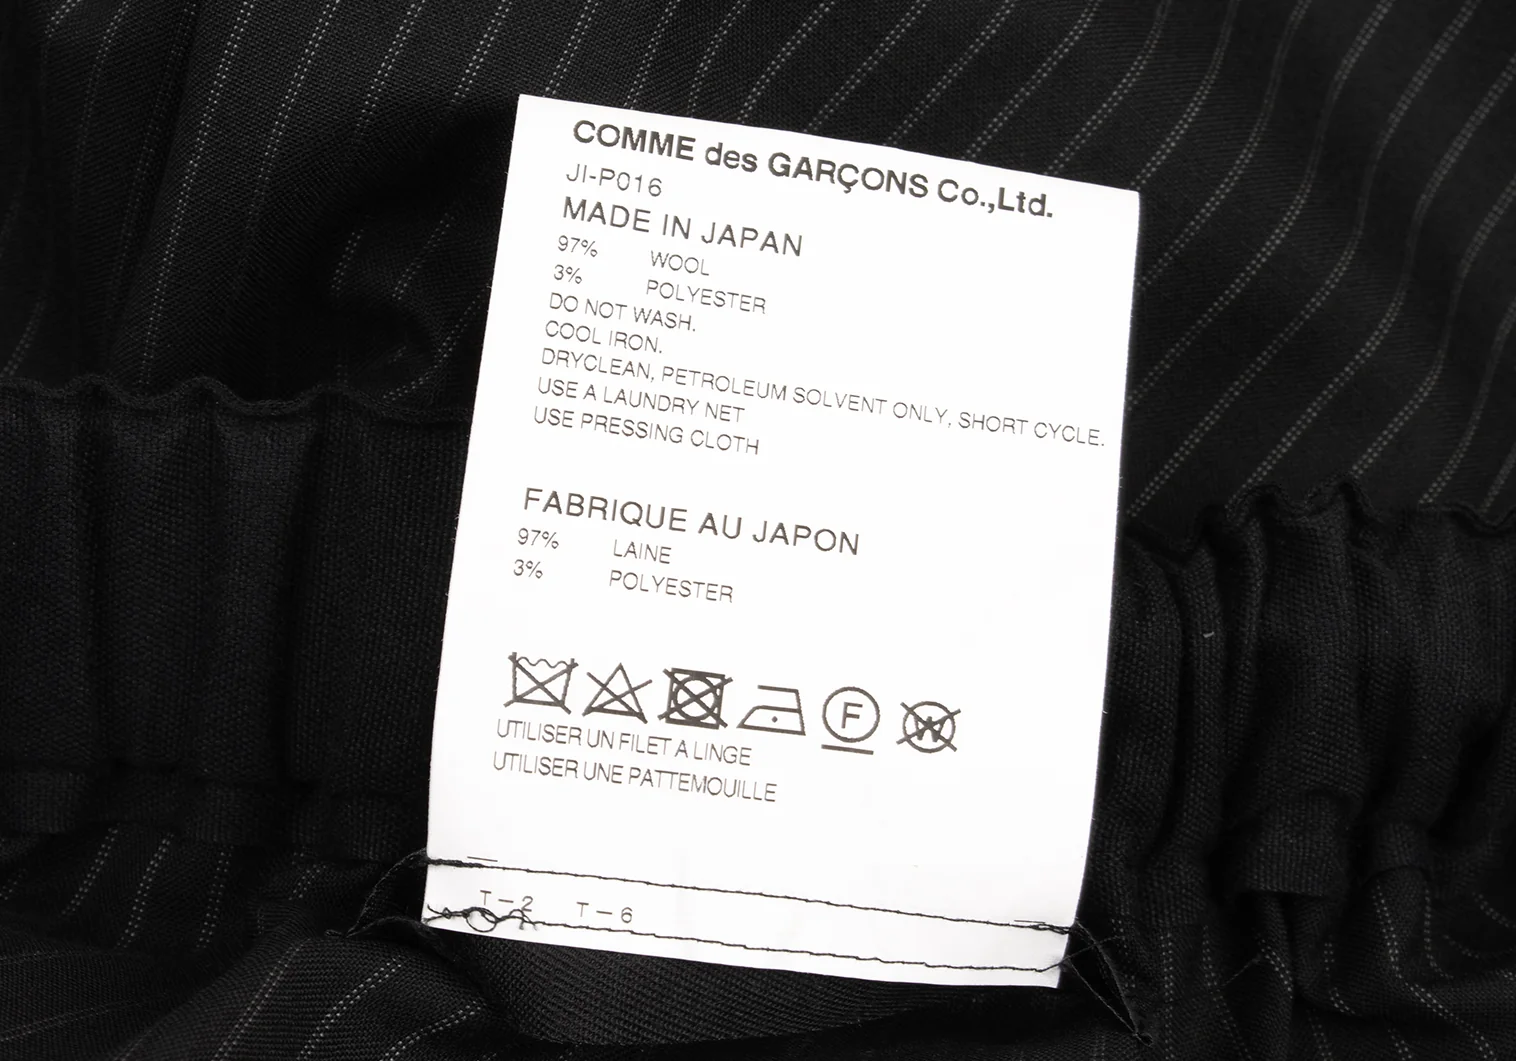 COMME des GARÇONS Co.,Ltd.
JI-P016
MADE IN JAPAN
97% WOOL
3% POLYESTER
DO NOT WASH.
COOL IRON.
DRYCLEAN, PETROLEUM SOLVENT ONLY, SHORT CYCLE.
USE A LAUNDRY NET
USE PRESSING CLOTH
FABRIQUE AU JAPON
97% LAINE
3% POLYESTER
F W
UTILISER UN FILET A LINGE
UTILISER UNE PATTEMOUILLE
T-2 T-6